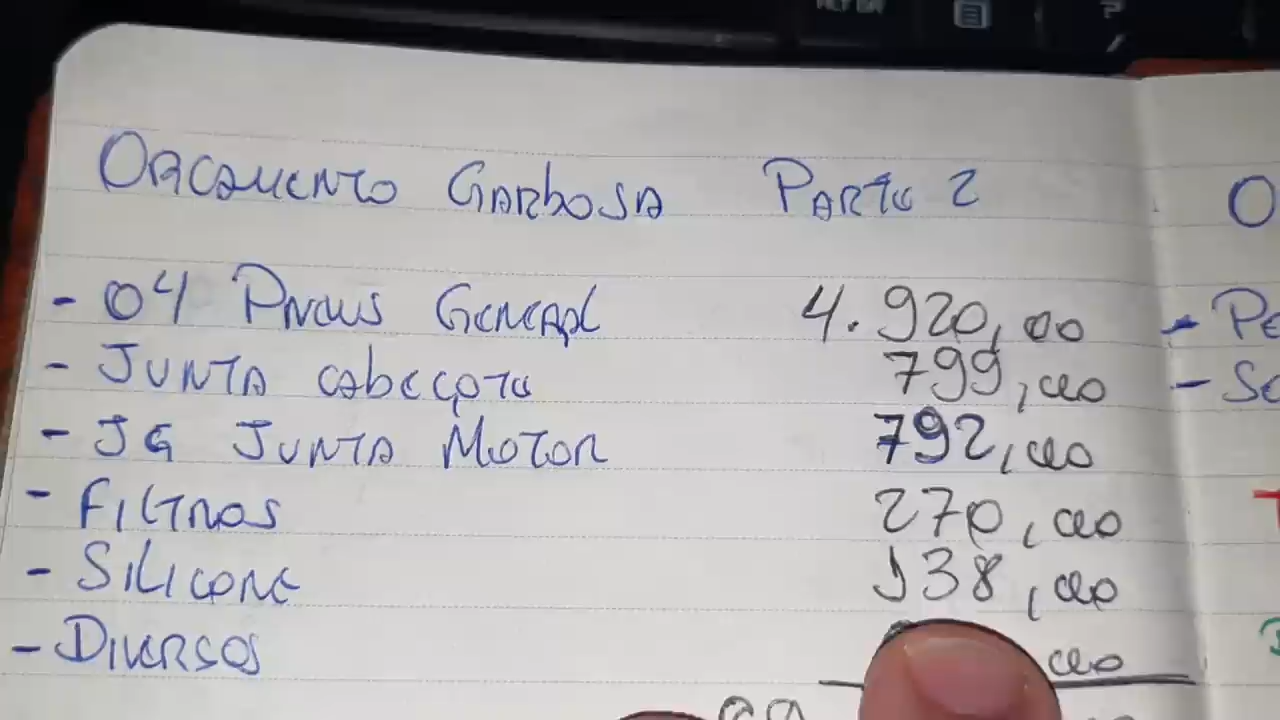 ORÇAMENTO GARBOSA PARTE 2
- 04 PNEUS GENERAL 4.920,00
- JUNTA CABEÇOTE 799,00
- JG JUNTA MOTOR 792,00
- FILTROS 270,00
- SILICONE 138,00
- DIVERSOS ,00